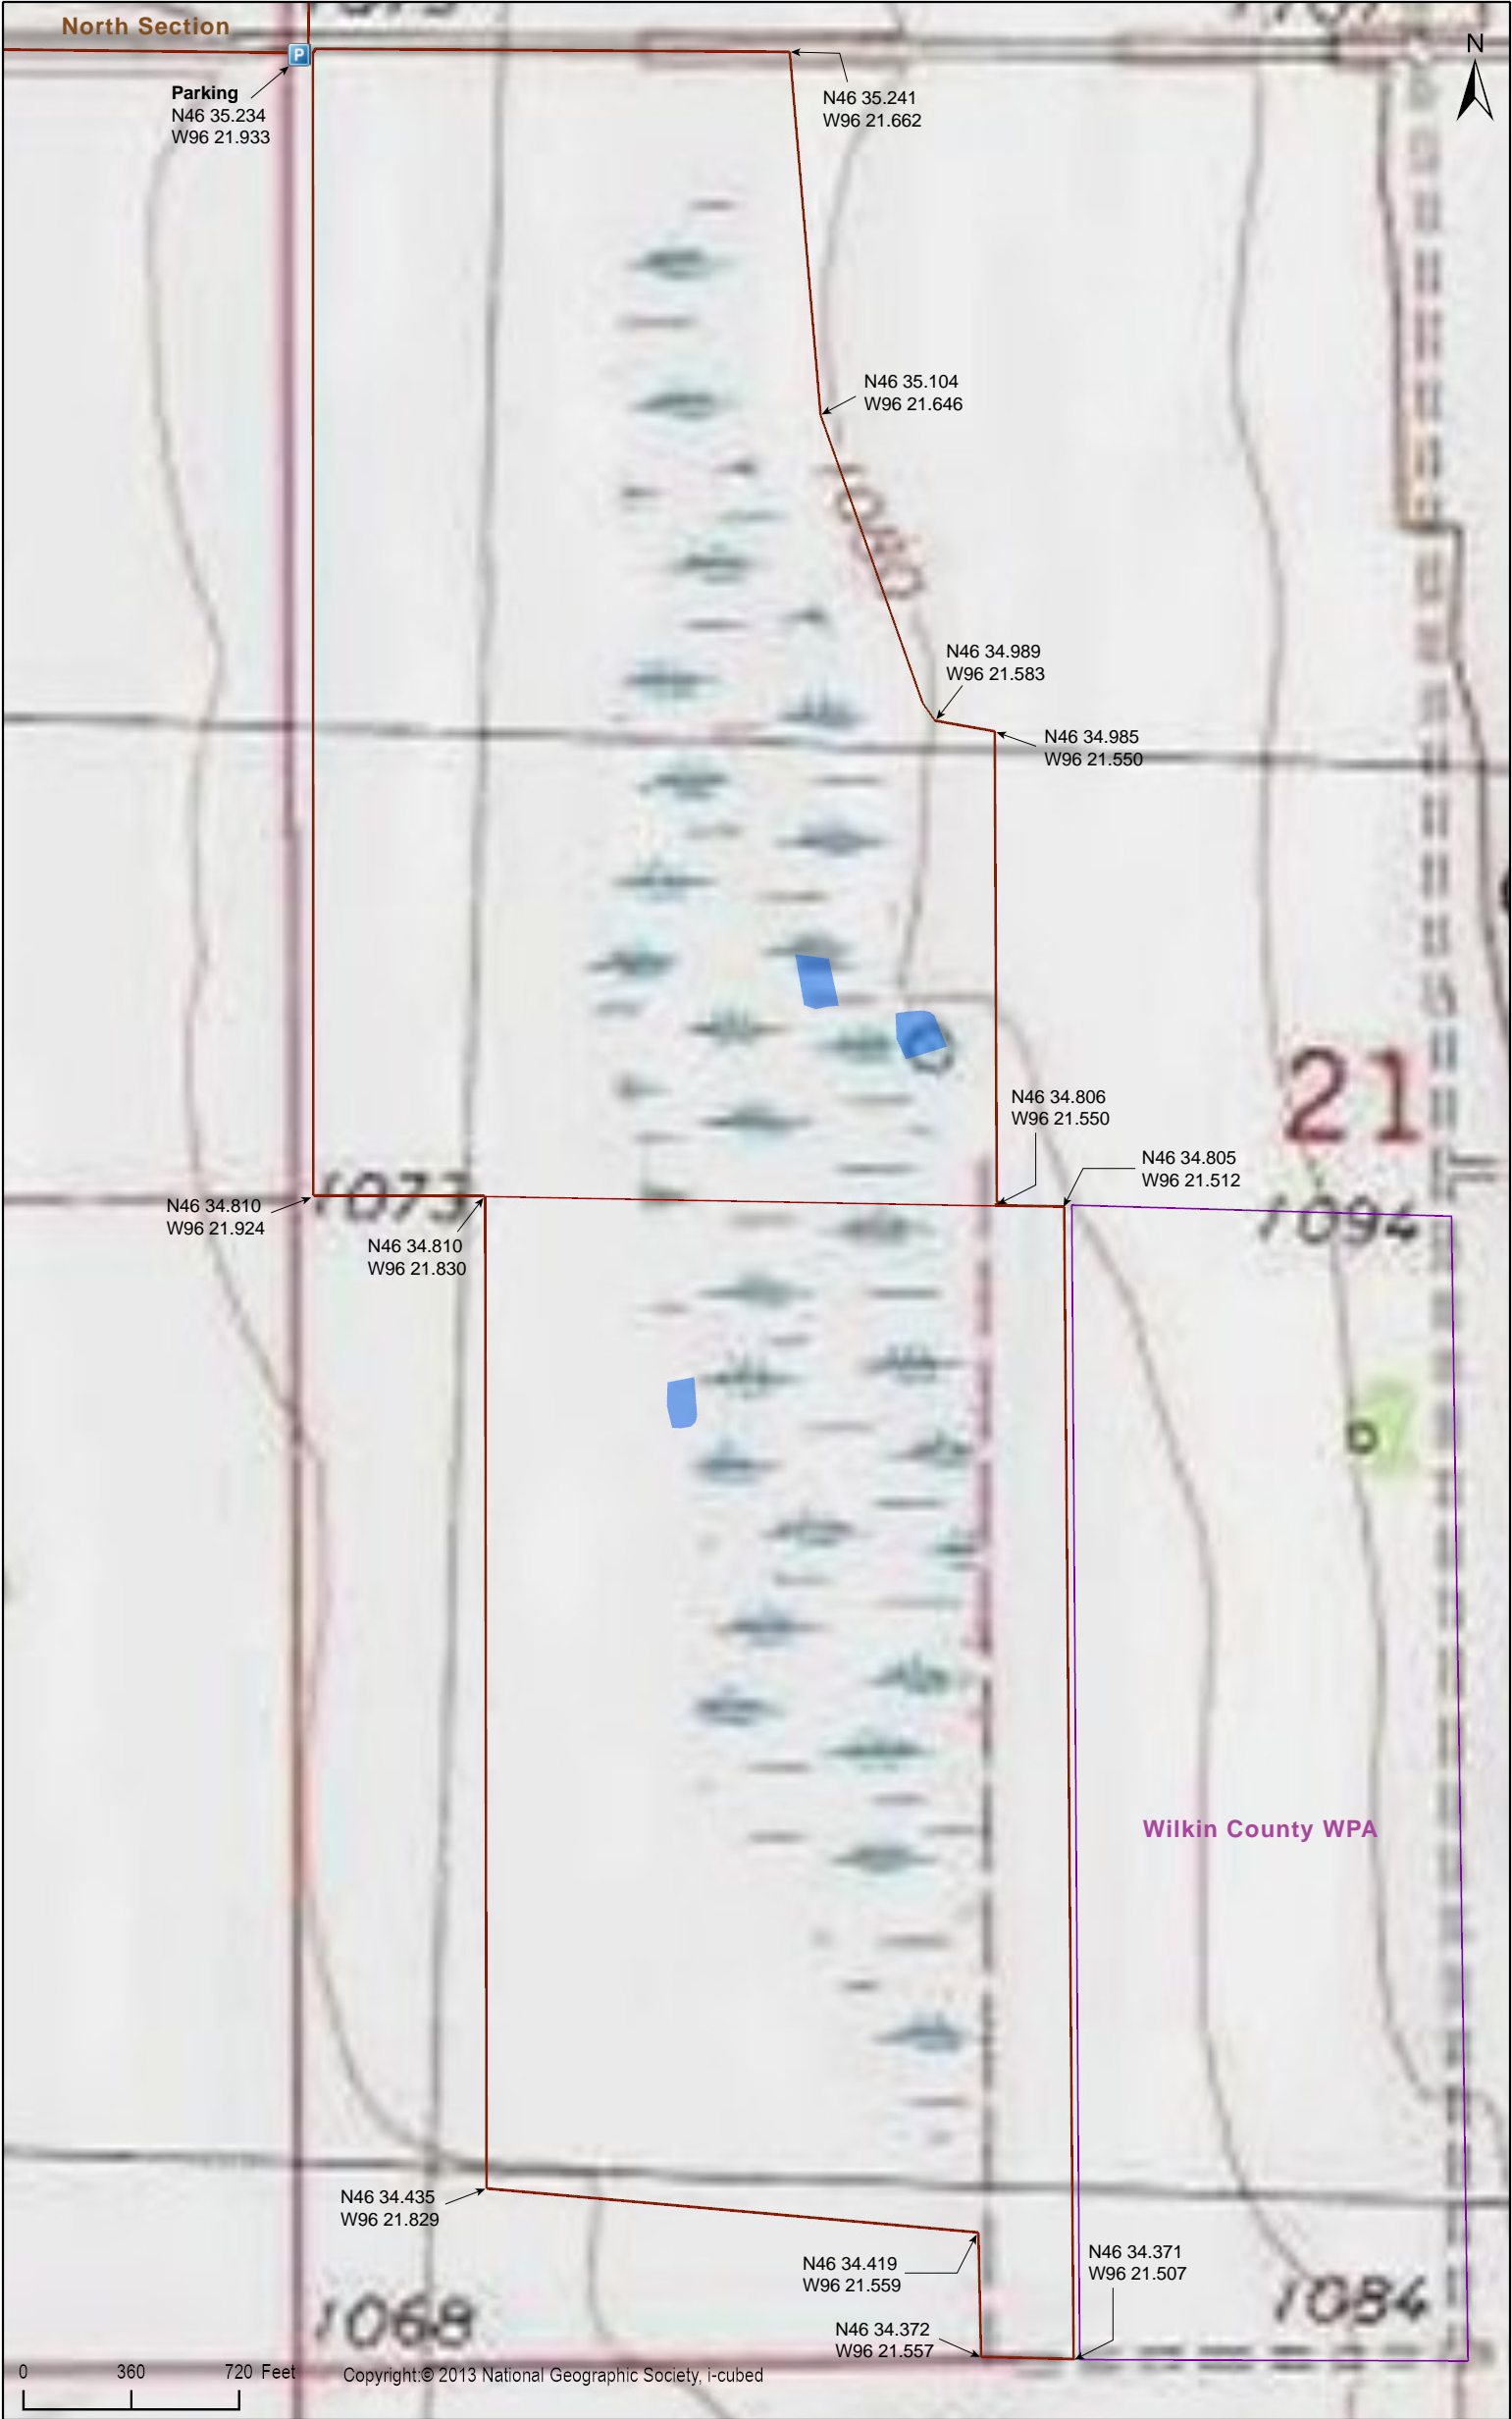 North Section
N
P
Parking
N46 35.234
W96 21.933
N46 35.241
W96 21.662
N46 35.104
W96 21.646
1080
N46 34.989
W96 21.583
N46 34.985
W96 21.550
21
N46 34.806
W96 21.550
N46 34.805
W96 21.512
N46 34.810
W96 21.924
1073
1094
N46 34.810
W96 21.830
Wilkin County WPA
N46 34.435
W96 21.829
N46 34.419
W96 21.559
N46 34.371
W96 21.507
1068
1084
N46 34.372
W96 21.557
0 360 720 Feet
Copyright:© 2013 National Geographic Society, i-cubed